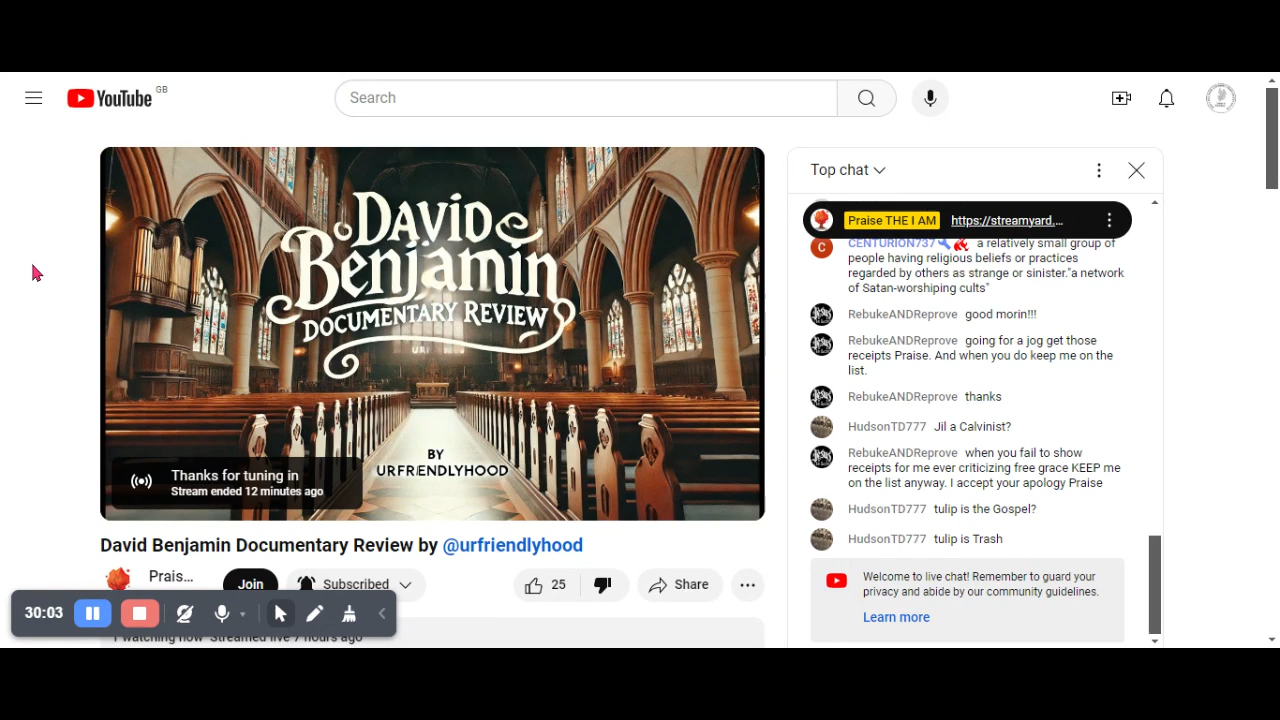 YouTube GB
Search
DAVID
Benjamin
DOCUMENTARY REVIEW
BY
URFRIENDLYHOOD
Thanks for tuning in
Stream ended 12 minutes ago
David Benjamin Documentary Review by @urfriendlyhood
Prais...
Join
Subscribed
25
Share
30:03
1 watching now Streamed live 7 hours ago
Top chat
Praise THE I AM https://streamyard....
CENTURION737 a relatively small group of
people having religious beliefs or practices
regarded by others as strange or sinister."a network
of Satan-worshiping cults"
RebukeANDReprove good morin!!!
RebukeANDReprove going for a jog get those
receipts Praise. And when you do keep me on the
list.
RebukeANDReprove thanks
HudsonTD777 Jil a Calvinist?
RebukeANDReprove when you fail to show
receipts for me ever criticizing free grace KEEP me
on the list anyway. I accept your apology Praise
HudsonTD777 tulip is the Gospel?
HudsonTD777 tulip is Trash
Welcome to live chat! Remember to guard your
privacy and abide by our community guidelines.
Learn more